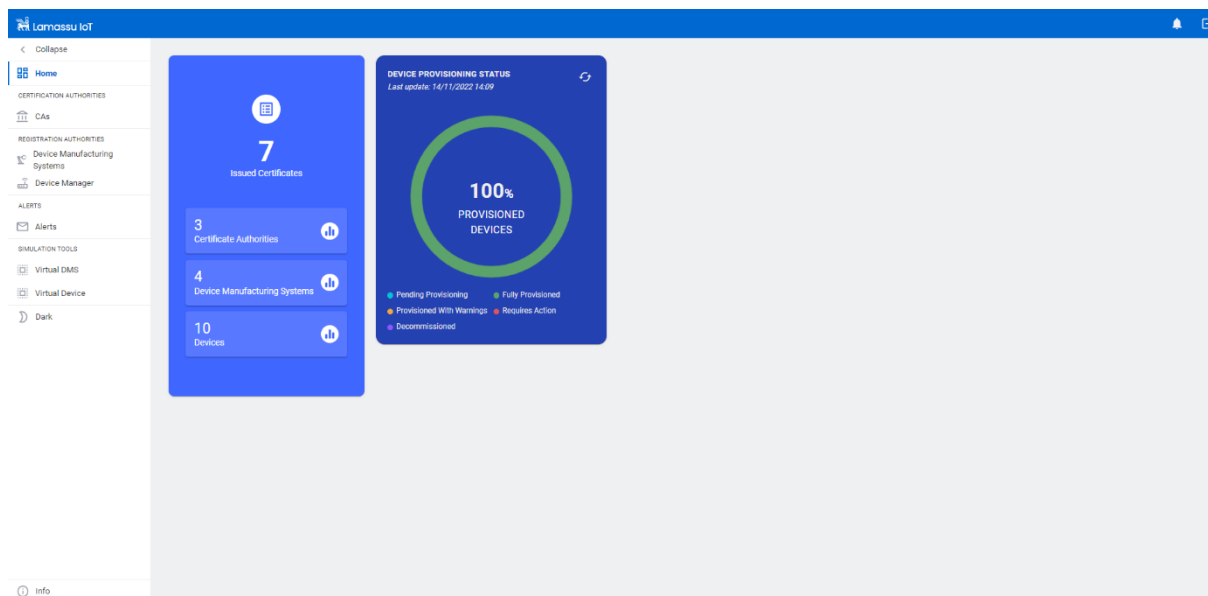 Lamassu IoT
Collapse
Home
CERTIFICATION AUTHORITIES
CAs
REGISTRATION AUTHORITIES
Device Manufacturing
Systems
Device Manager
ALERTS
Alerts
SIMULATION TOOLS
Virtual DMS
Virtual Device
Dark
Info
7
Issued Certificates
3
Certificate Authorities
4
Device Manufacturing Systems
10
Devices
DEVICE PROVISIONING STATUS
Last update: 14/11/2022 14:09
100%
PROVISIONED
DEVICES
Pending Provisioning
Fully Provisioned
Provisioned With Warnings
Requires Action
Decommissioned